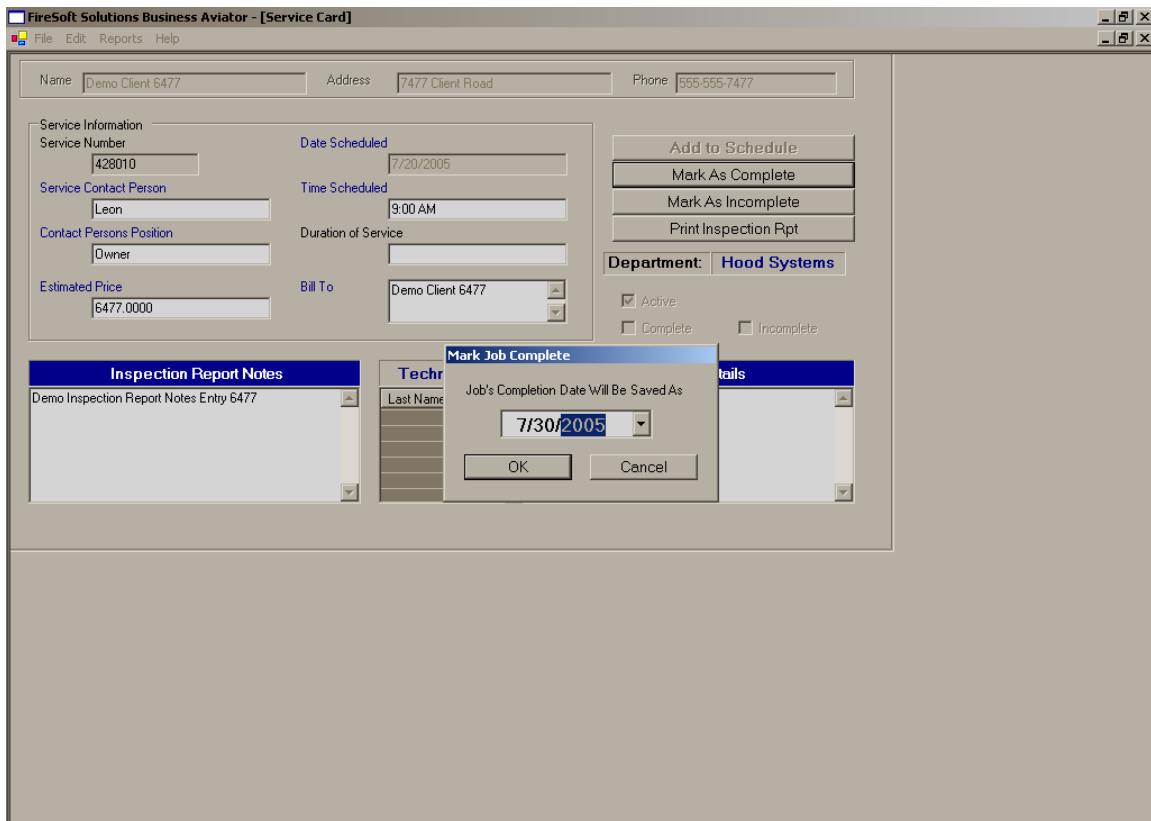 FireSoft Solutions Business Aviator - [Service Card]
File Edit Reports Help
Name Demo Client 6477 Address 7477 Client Road Phone 555-555-7477
Service Information
Service Number
428010
Date Scheduled
7/20/2005
Service Contact Person
Leon
Time Scheduled
9:00 AM
Contact Persons Position
Owner
Duration of Service
Estimated Price
6477.0000
Bill To
Demo Client 6477
Add to Schedule
Mark As Complete
Mark As Incomplete
Print Inspection Rpt
Department: Hood Systems
Active
Complete
Incomplete
Inspection Report Notes
Demo Inspection Report Notes Entry 6477
Techr
Last Name
tails
Mark Job Complete
Job's Completion Date Will Be Saved As
7/30/2005
OK
Cancel